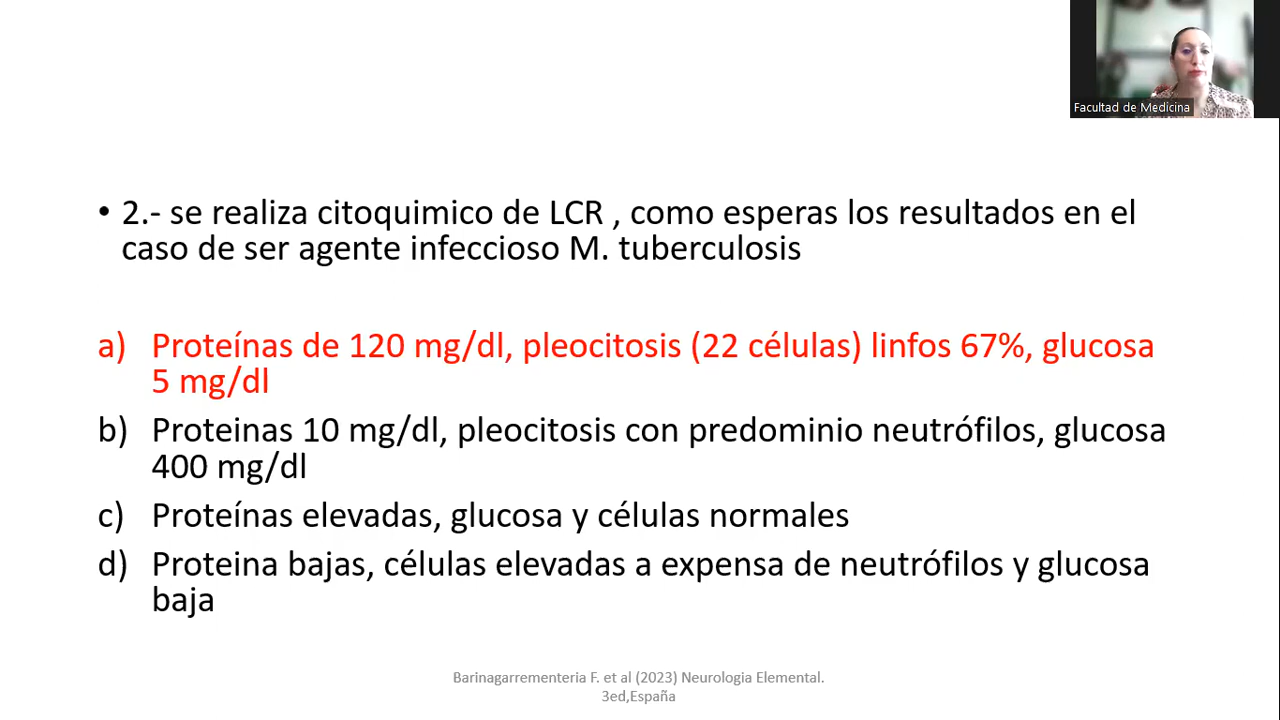 Facultad de Medicina
• 2.- se realiza citoquimico de LCR , como esperas los resultados en el
caso de ser agente infeccioso M. tuberculosis
a) Proteínas de 120 mg/dl, pleocitosis (22 células) linfos 67%, glucosa
5 mg/dl
b) Proteinas 10 mg/dl, pleocitosis con predominio neutrófilos, glucosa
400 mg/dl
c) Proteínas elevadas, glucosa y células normales
d) Proteina bajas, células elevadas a expensa de neutrófilos y glucosa
baja
Barinagarrementeria F. et al (2023) Neurologia Elemental.
3ed,España